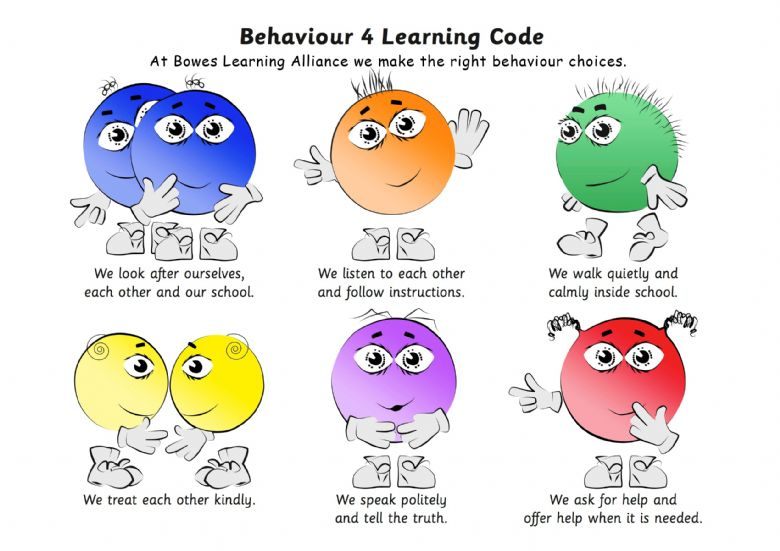 Behaviour 4 Learning Code
At Bowes Learning Alliance we make the right behaviour choices.
We look after ourselves,
each other and our school.
We listen to each other
and follow instructions.
We walk quietly and
calmly inside school.
We treat each other kindly.
We speak politely
and tell the truth.
We ask for help and
offer help when it is needed.